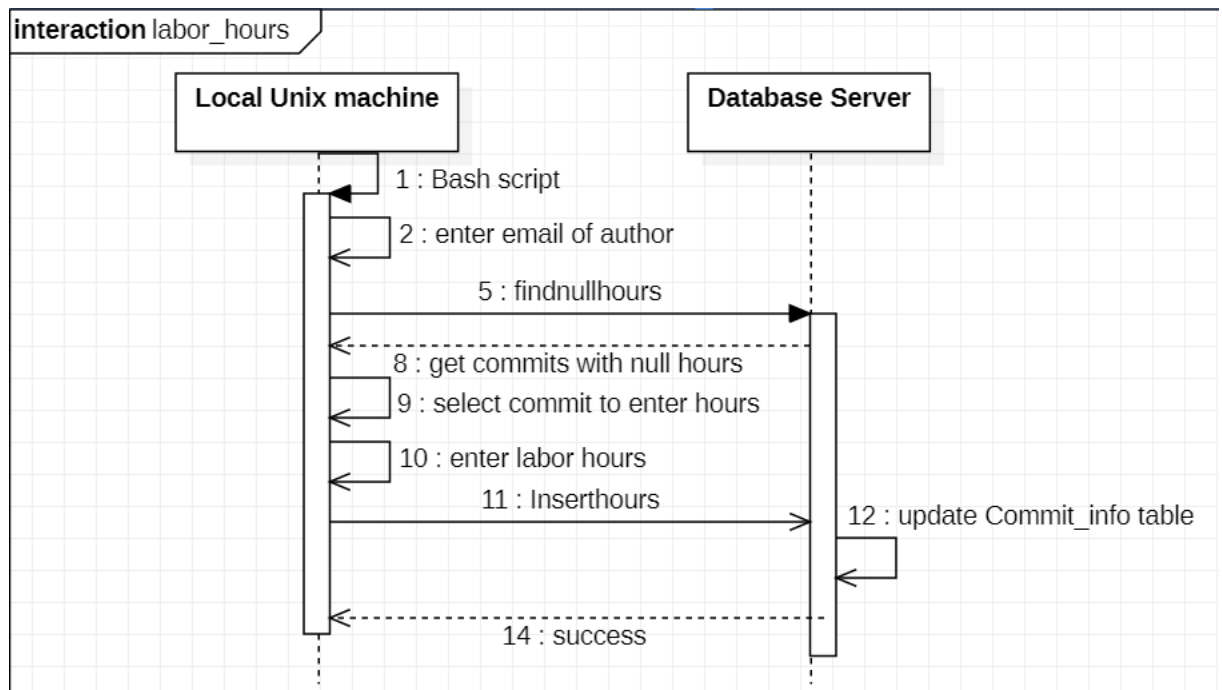 interaction labor_hours
Local Unix machine
Database Server
1 : Bash script
2 : enter email of author
5 : findnullhours
8 : get commits with null hours
9 : select commit to enter hours
10 : enter labor hours
11 : Inserthours
12 : update Commit_info table
14 : success